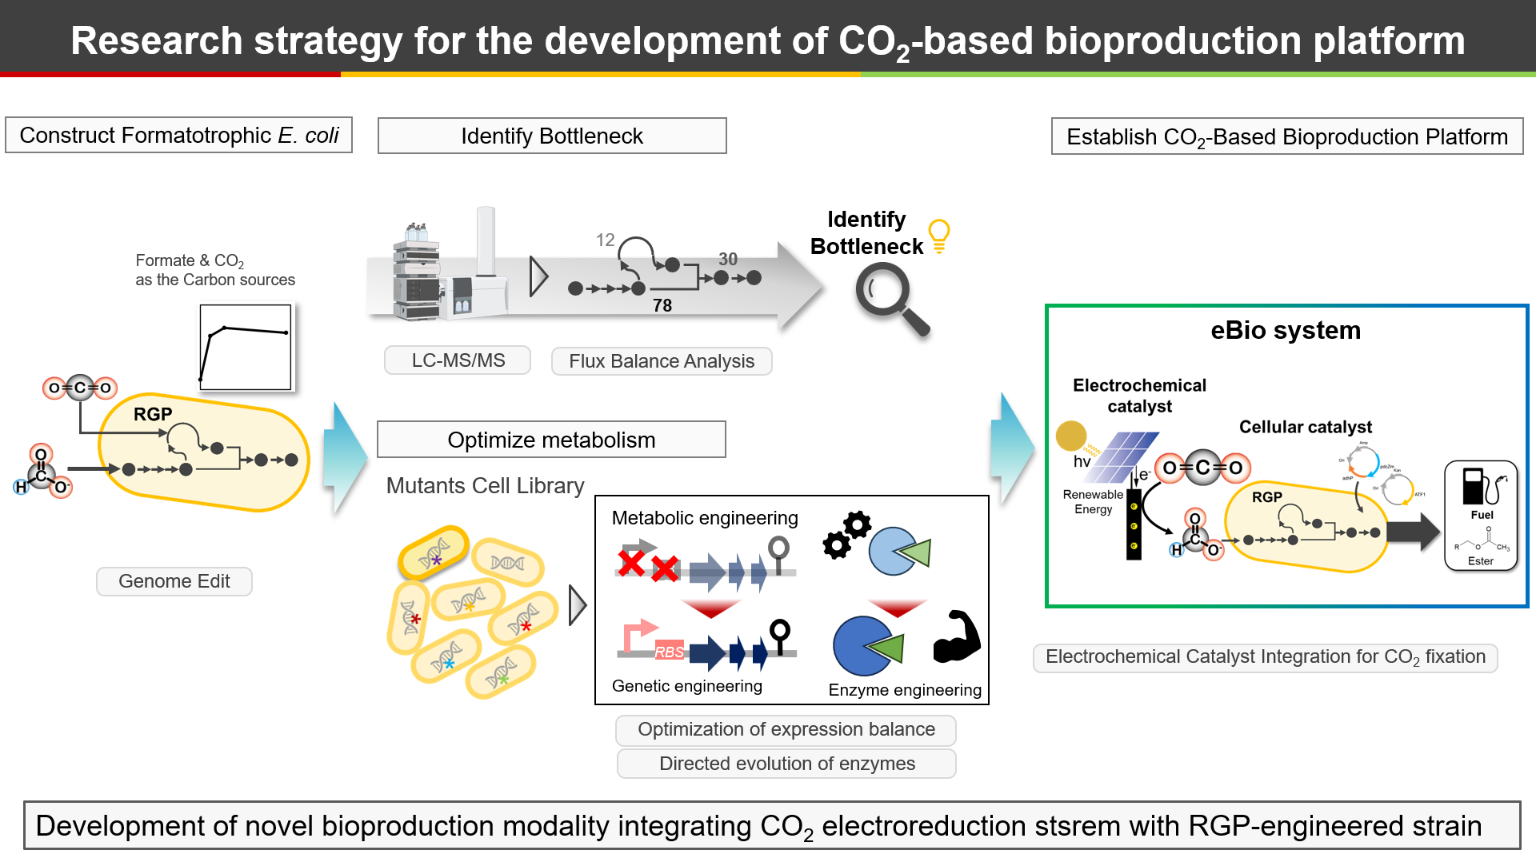 Research strategy for the development of CO₂-based bioproduction platform
Construct Formatotrophic E. coli
Formate & CO₂
as the Carbon sources
O=C=O
RGP
O
C
H
O⁻
Genome Edit
Identify Bottleneck
12
30
78
Identify
Bottleneck
LC-MS/MS
Flux Balance Analysis
Optimize metabolism
Mutants Cell Library
*
*
*
*
*
*
Metabolic engineering
RBS
Genetic engineering
Enzyme engineering
Optimization of expression balance
Directed evolution of enzymes
Establish CO₂-Based Bioproduction Platform
eBio system
Electrochemical
catalyst
hv
e⁻
Renewable
Energy
O=C=O
O
C
H
O⁻
Cellular catalyst
RGP
Fuel
R
O
O
CH₃
Ester
Electrochemical Catalyst Integration for CO₂ fixation
Development of novel bioproduction modality integrating CO₂ electroreduction stsrem with RGP-engineered strain